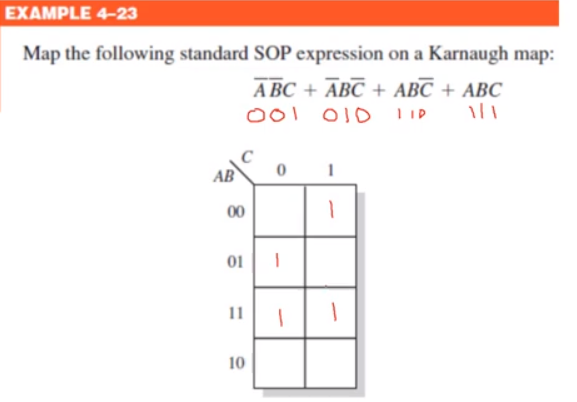 EXAMPLE 4–23
Map the following standard SOP expression on a Karnaugh map:
A̅B̅C + A̅BC̅ + ABC̅ + ABC
001 010 110 111
C
AB 0 1
00 1
01 1
11 1 1
10